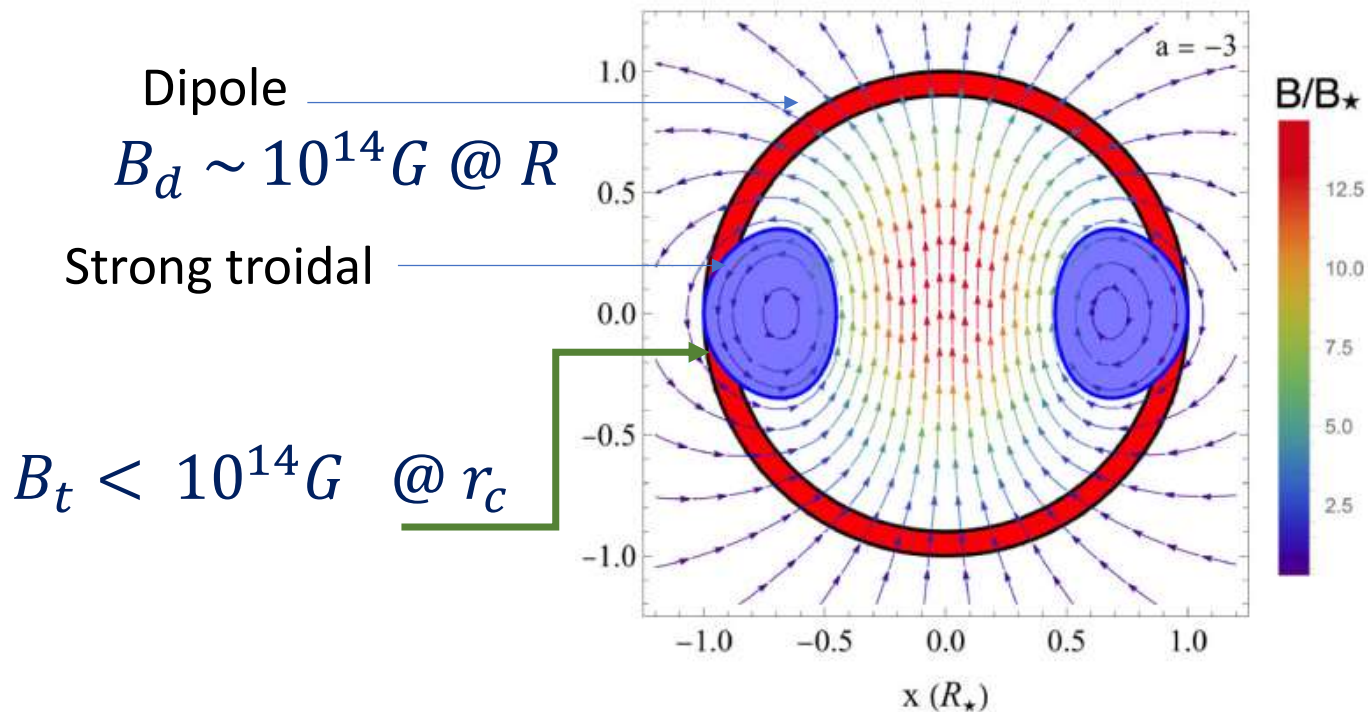 Dipole
B_d ~ 10^{14} G @ R
Strong troidal
B_t < 10^{14} G @ r_c
a = −3
1.0
0.5
0.0
−0.5
−1.0
−1.0 −0.5 0.0 0.5 1.0
x (R★)
B/B★
12.5
10.0
7.5
5.0
2.5